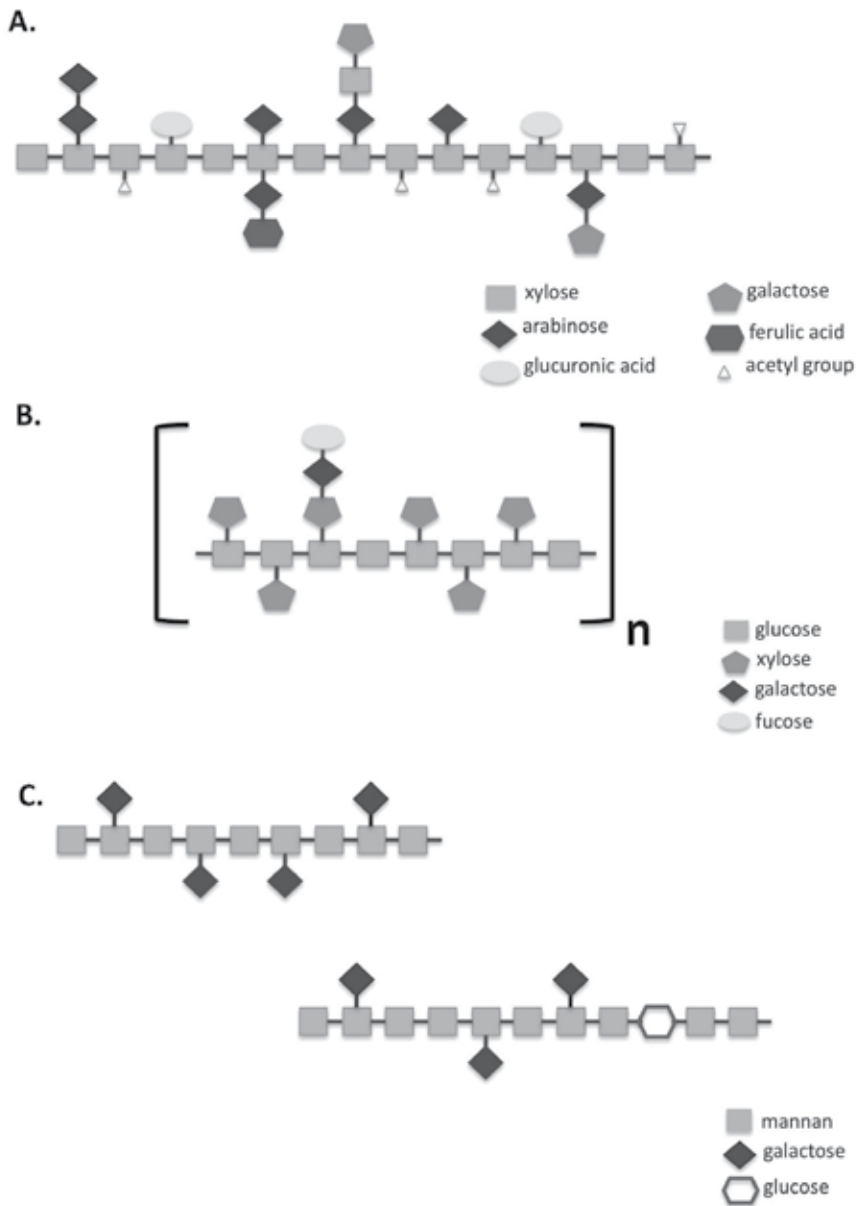 A.
xylose
galactose
arabinose
ferulic acid
glucuronic acid
acetyl group
B.
n
glucose
xylose
galactose
fucose
C.
mannan
galactose
glucose